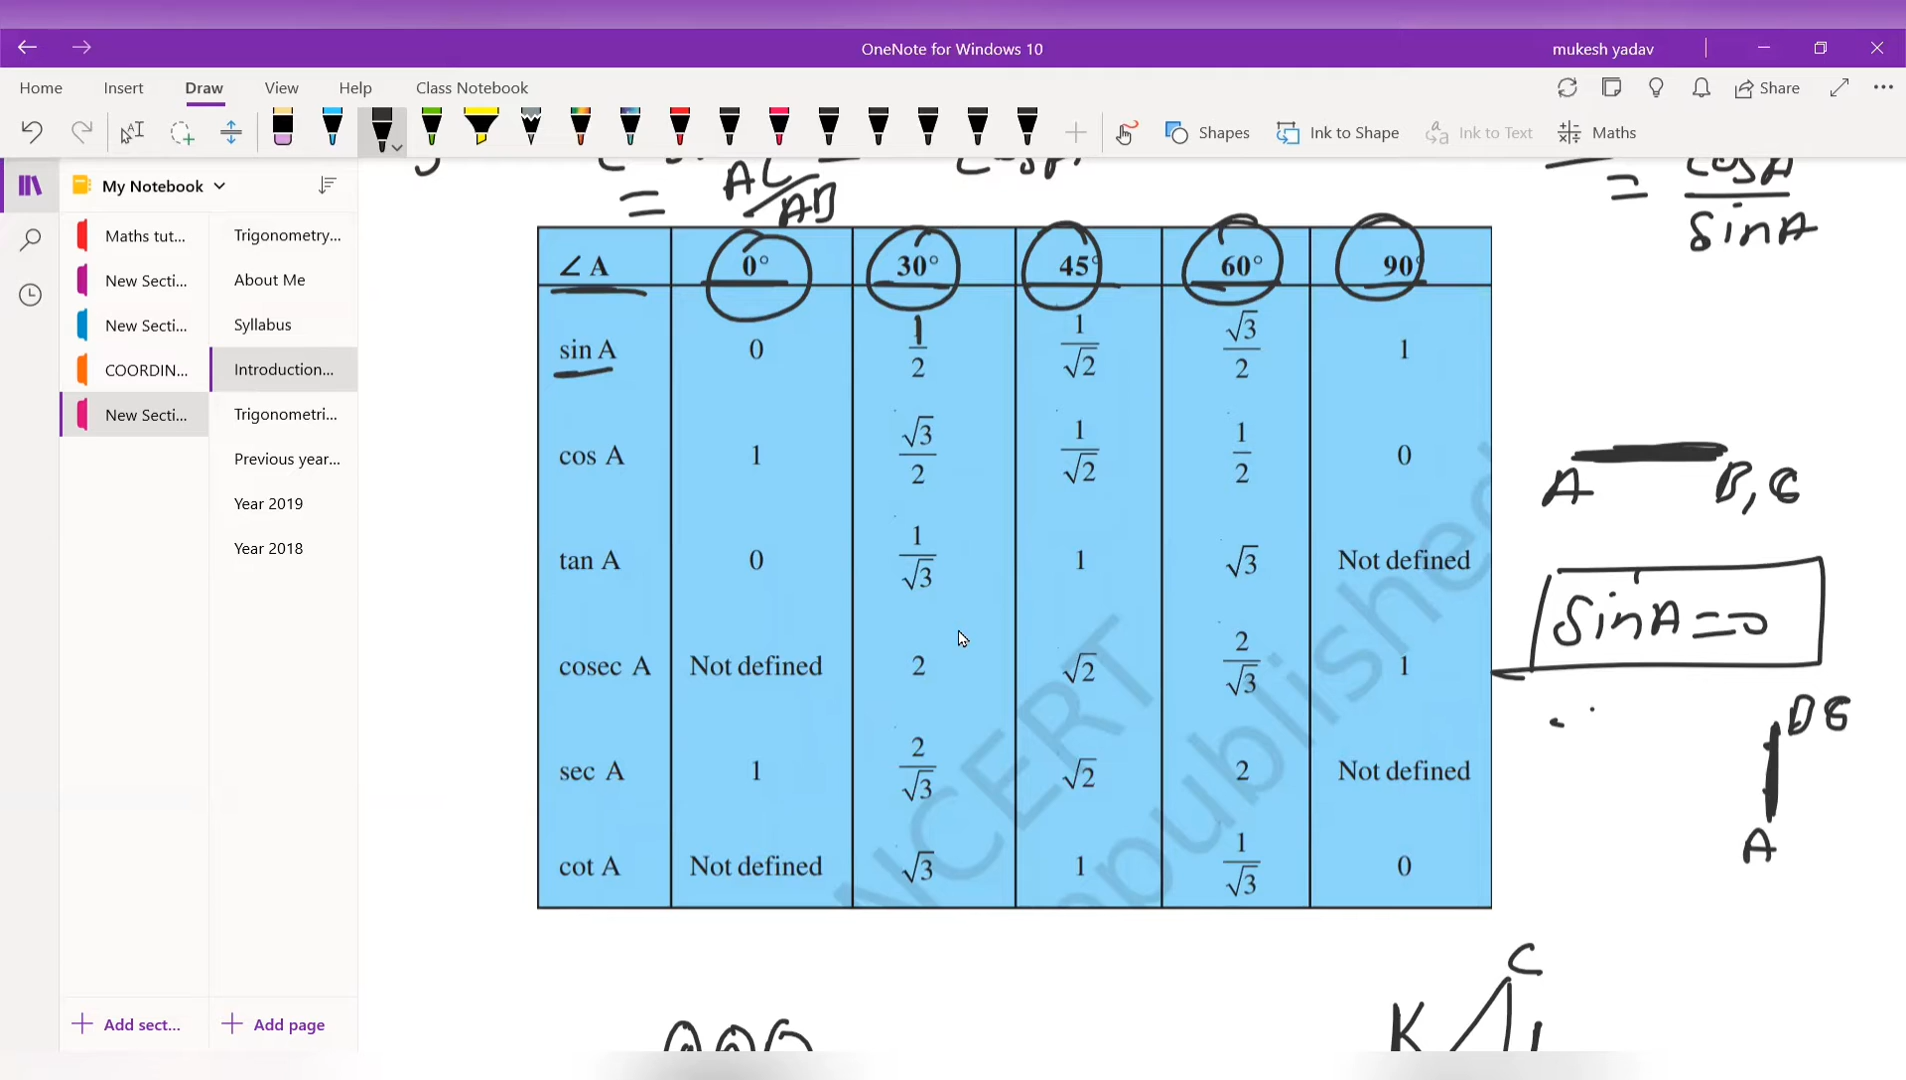 OneNote for Windows 10
mukesh yadav
Home Insert Draw View Help Class Notebook
Share
Shapes Ink to Shape Ink to Text Maths
My Notebook
Maths tut...
New Secti...
New Secti...
COORDIN...
New Secti...
Trigonometry...
About Me
Syllabus
Introduction...
Trigonometri...
Previous year...
Year 2019
Year 2018
Add sect... Add page
= AC/AB
= cosA/sinA
∠A 0° 30° 45° 60° 90°
sin A 0 1/2 1/√2 √3/2 1
cos A 1 √3/2 1/√2 1/2 0
tan A 0 1/√3 1 √3 Not defined
cosec A Not defined 2 √2 2/√3 1
sec A 1 2/√3 √2 2 Not defined
cot A Not defined √3 1 1/√3 0
NCERT
republished
A B, C
sinA = 0
A
C
K